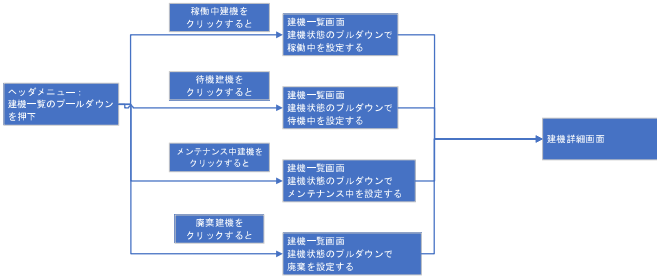 稼働中建機を
クリックすると
建機一覧画面
建機状態のプルダウンで
稼働中を設定する
待機建機を
クリックすると
建機一覧画面
建機状態のプルダウンで
待機中を設定する
ヘッダメニュー：
建機一覧のプールダウン
を押下
建機詳細画面
メンテナンス中建機を
クリックすると
建機一覧画面
建機状態のプルダウンで
メンテナンス中を設定する
廃棄建機を
クリックすると
建機一覧画面
建機状態のプルダウンで
廃棄を設定する